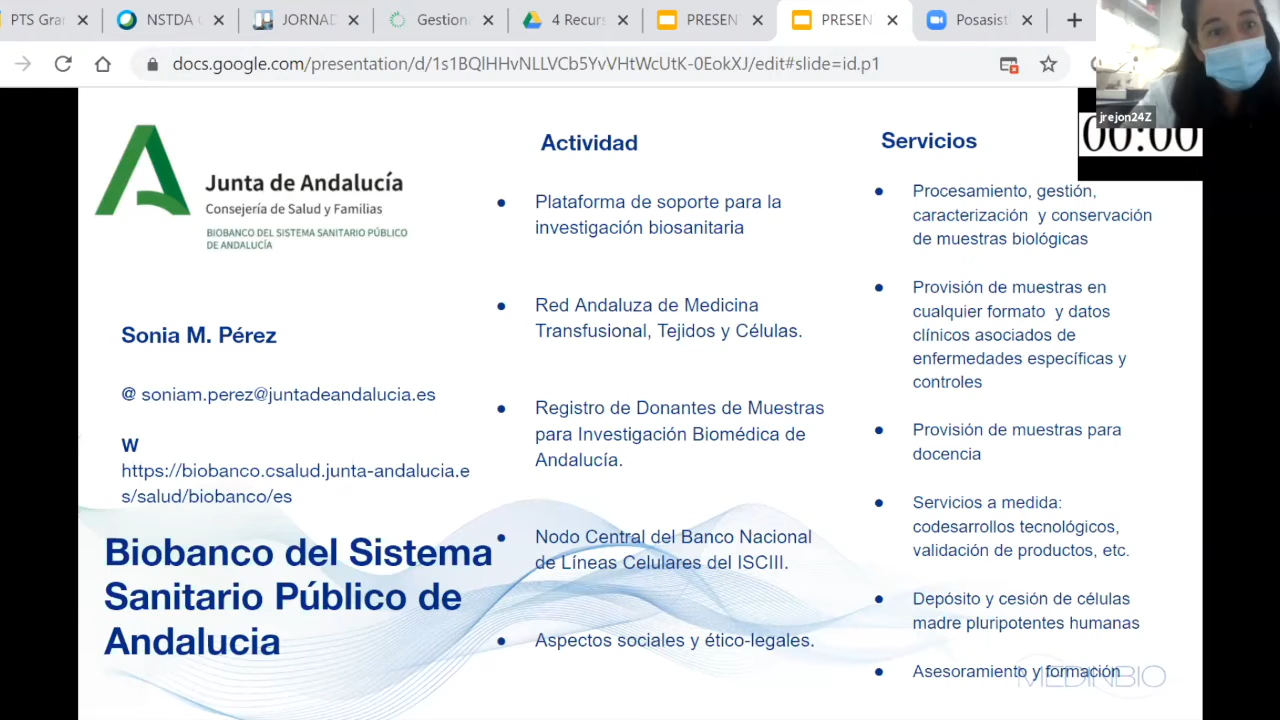 PTS Gran
NSTDA
JORNAD
Gestion
4 Recurs
PRESEN
PRESEN
Posasist
docs.google.com/presentation/d/1s1BQlHHvNLLVCb5YvVHtWcUtK-0EokXJ/edit#slide=id.p1
jrejon24Z
00:00
Junta de Andalucía
Consejería de Salud y Familias
BIOBANCO DEL SISTEMA SANITARIO PÚBLICO
DE ANDALUCÍA
Sonia M. Pérez
@ soniam.perez@juntadeandalucia.es
W
https://biobanco.csalud.junta-andalucia.e
s/salud/biobanco/es
Biobanco del Sistema
Sanitario Público de
Andalucia
Actividad
• Plataforma de soporte para la
investigación biosanitaria
• Red Andaluza de Medicina
Transfusional, Tejidos y Células.
• Registro de Donantes de Muestras
para Investigación Biomédica de
Andalucía.
• Nodo Central del Banco Nacional
de Líneas Celulares del ISCIII.
• Aspectos sociales y ético-legales.
Servicios
• Procesamiento, gestión,
caracterización y conservación
de muestras biológicas
• Provisión de muestras en
cualquier formato y datos
clínicos asociados de
enfermedades específicas y
controles
• Provisión de muestras para
docencia
• Servicios a medida:
codesarrollos tecnológicos,
validación de productos, etc.
• Depósito y cesión de células
madre pluripotentes humanas
• Asesoramiento y formación
MEDINBIO